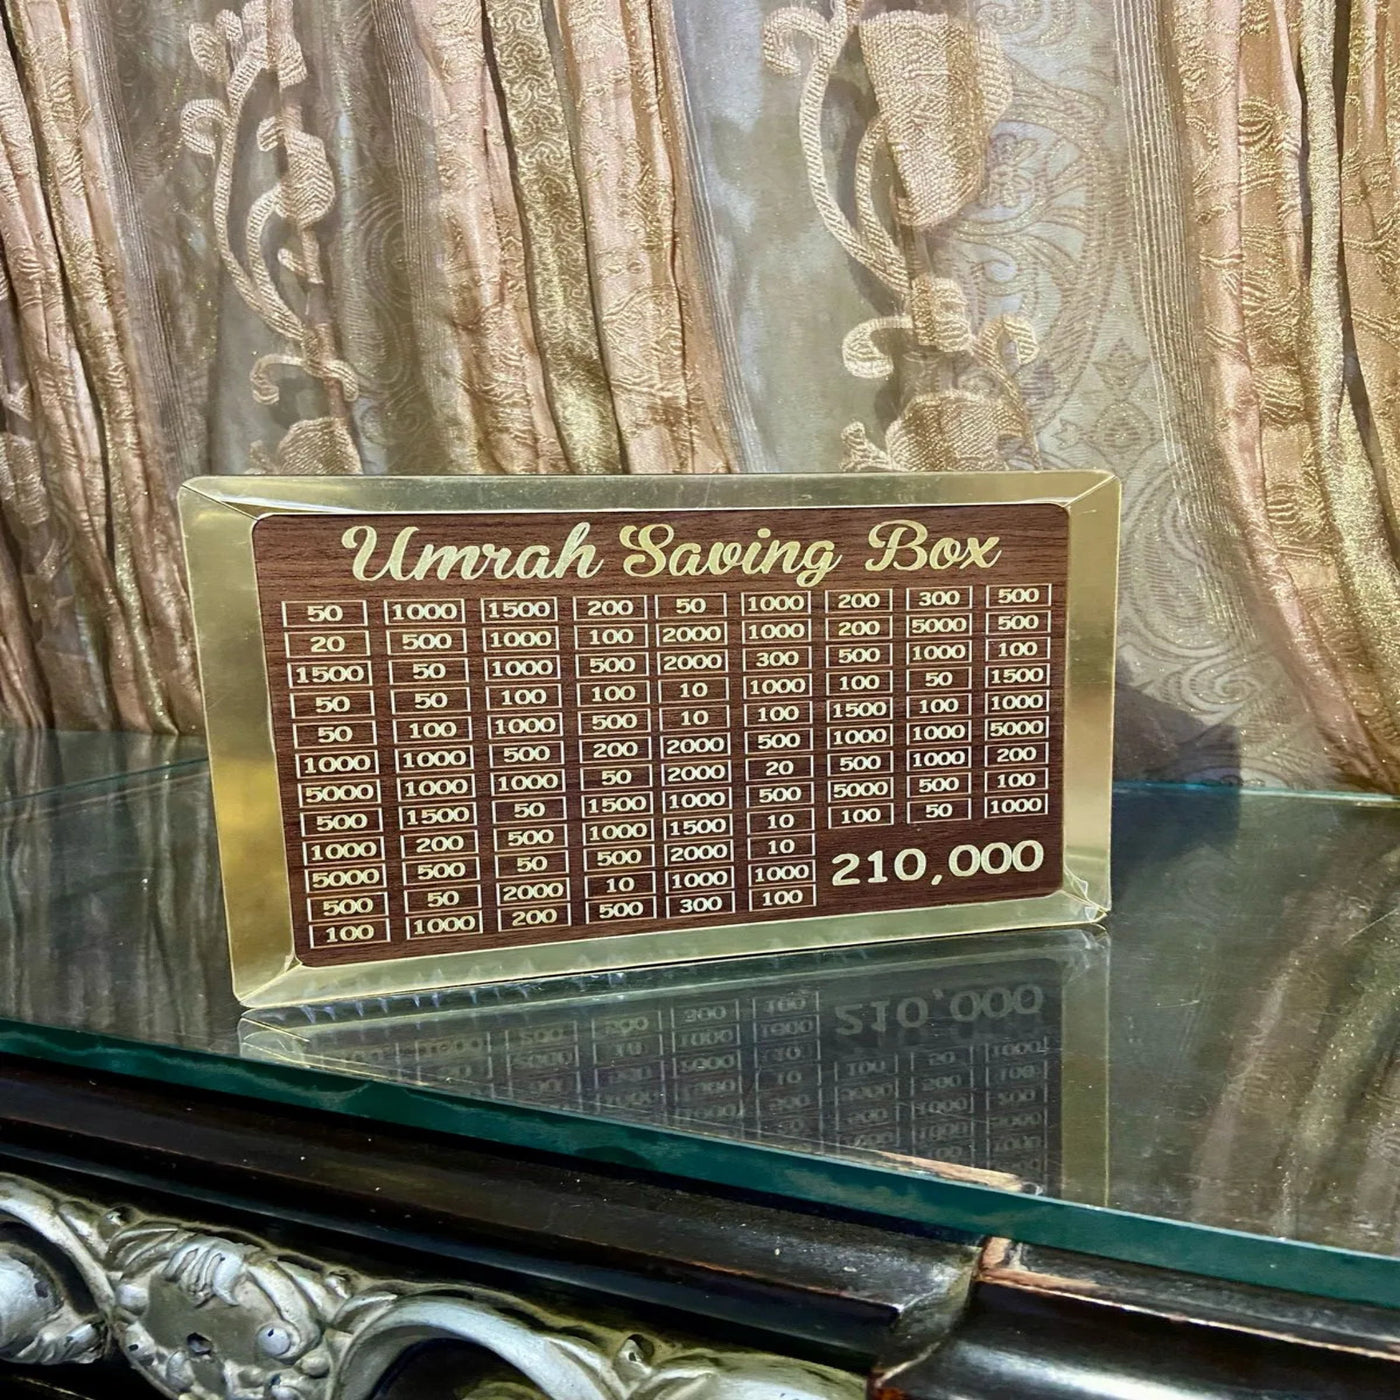 Umrah Saving Box
50 1000 1500 200 50 1000 200 300 500
20 500 1000 100 2000 1000 200 5000 500
1500 50 1000 500 2000 300 500 1000 100
50 50 100 100 10 1000 100 50 1500
50 100 1000 500 10 100 1500 100 1000
1000 1000 500 200 2000 500 1000 1000 5000
5000 1000 1000 50 2000 20 500 1000 200
500 1500 50 1500 1000 500 5000 500 100
1000 200 500 1000 1500 10 100 50 1000
5000 500 50 500 2000 10
500 50 2000 10 1000 1000
100 1000 200 500 300 100
210,000